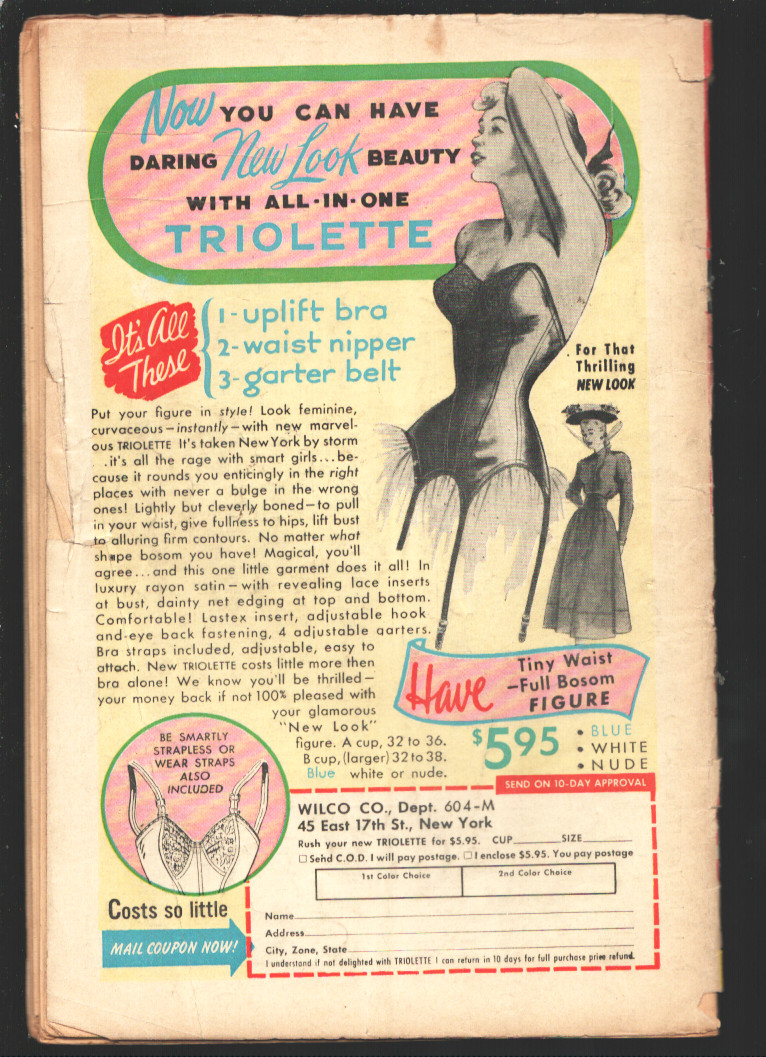 Now YOU CAN HAVE
DARING New Look BEAUTY
WITH ALL-IN-ONE
TRIOLETTE
It's All
These
1-uplift bra
2-waist nipper
3-garter belt
For That
Thrilling
NEW LOOK
Put your figure in style! Look feminine,
curvaceous—instantly—with new marvel-
ous TRIOLETTE It's taken New York by storm
...it's all the rage with smart girls...be-
cause it rounds you enticingly in the right
places with never a bulge in the wrong
ones! Lightly but cleverly boned—to pull
in your waist, give fullness to hips, lift bust
to alluring firm contours. No matter what
shape bosom you have! Magical, you'll
agree...and this one little garment does it all! In
luxury rayon satin—with revealing lace inserts
at bust, dainty net edging at top and bottom.
Comfortable! Lastex insert, adjustable hook
and-eye back fastening, 4 adjustable garters.
Bra straps included, adjustable, easy to
attach. New TRIOLETTE costs little more then
bra alone! We know you'll be thrilled—
your money back if not 100% pleased with
your glamorous
"New Look"
figure. A cup, 32 to 36.
B cup, (larger) 32 to 38.
Blue white or nude.
Have
Tiny Waist
—Full Bosom
FIGURE
$5.95
• BLUE
• WHITE
• NUDE
BE SMARTLY
STRAPLESS OR
WEAR STRAPS
ALSO
INCLUDED
Costs so little
MAIL COUPON NOW!
SEND ON 10-DAY APPROVAL
WILCO CO., Dept. 604-M
45 East 17th St., New York
Rush your new TRIOLETTE for $5.95. CUP______SIZE______
☐ Send C.O.D. I will pay postage. ☐ I enclose $5.95. You pay postage
1st Color Choice 2nd Color Choice
Name
Address
City, Zone, State
I understand if not delighted with TRIOLETTE I can return in 10 days for full purchase price refund.